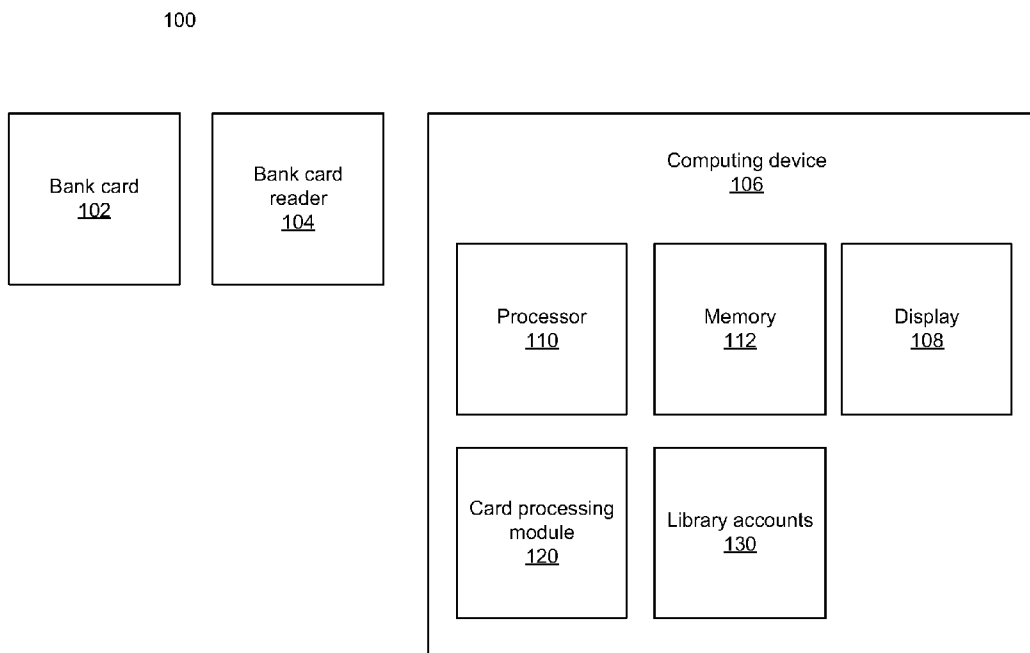 100
Bank card
102
Bank card
reader
104
Computing device
106
Processor
110
Memory
112
Display
108
Card processing
module
120
Library accounts
130